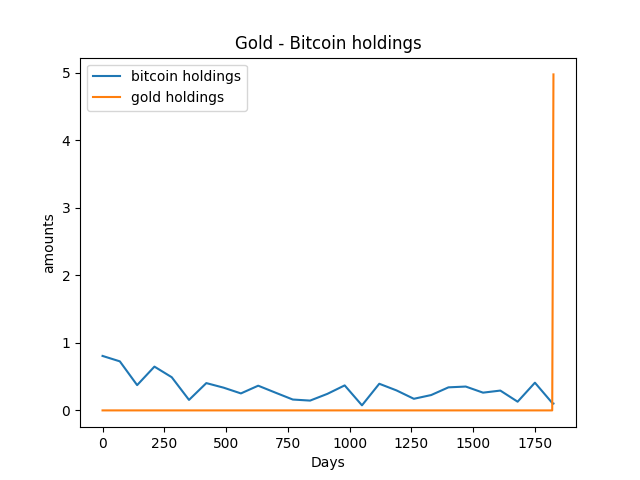 Gold - Bitcoin holdings
bitcoin holdings
gold holdings
amounts
5
4
3
2
1
0
0 250 500 750 1000 1250 1500 1750
Days